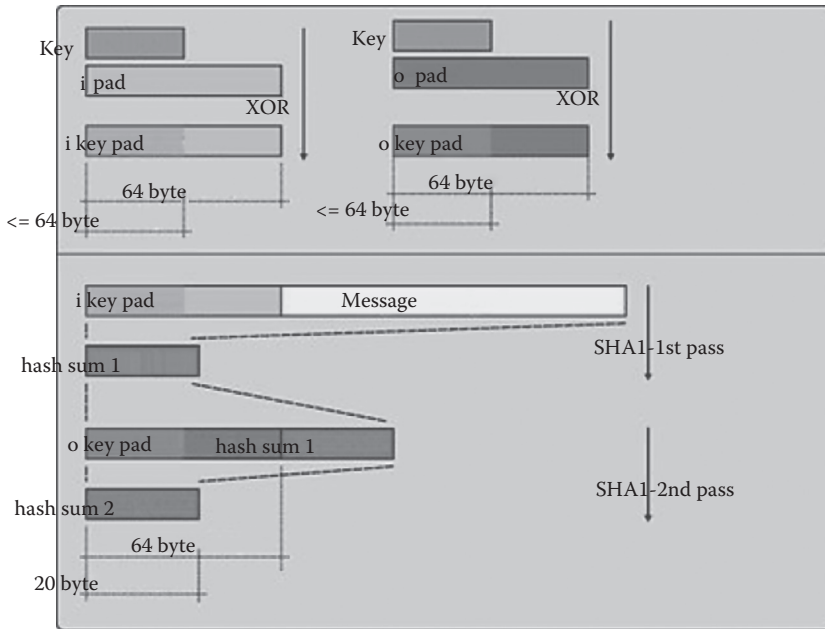 Key
i pad
XOR
i key pad
64 byte
<= 64 byte
Key
o pad
XOR
o key pad
64 byte
<= 64 byte
i key pad Message
SHA1-1st pass
hash sum 1
o key pad hash sum 1
SHA1-2nd pass
hash sum 2
64 byte
20 byte